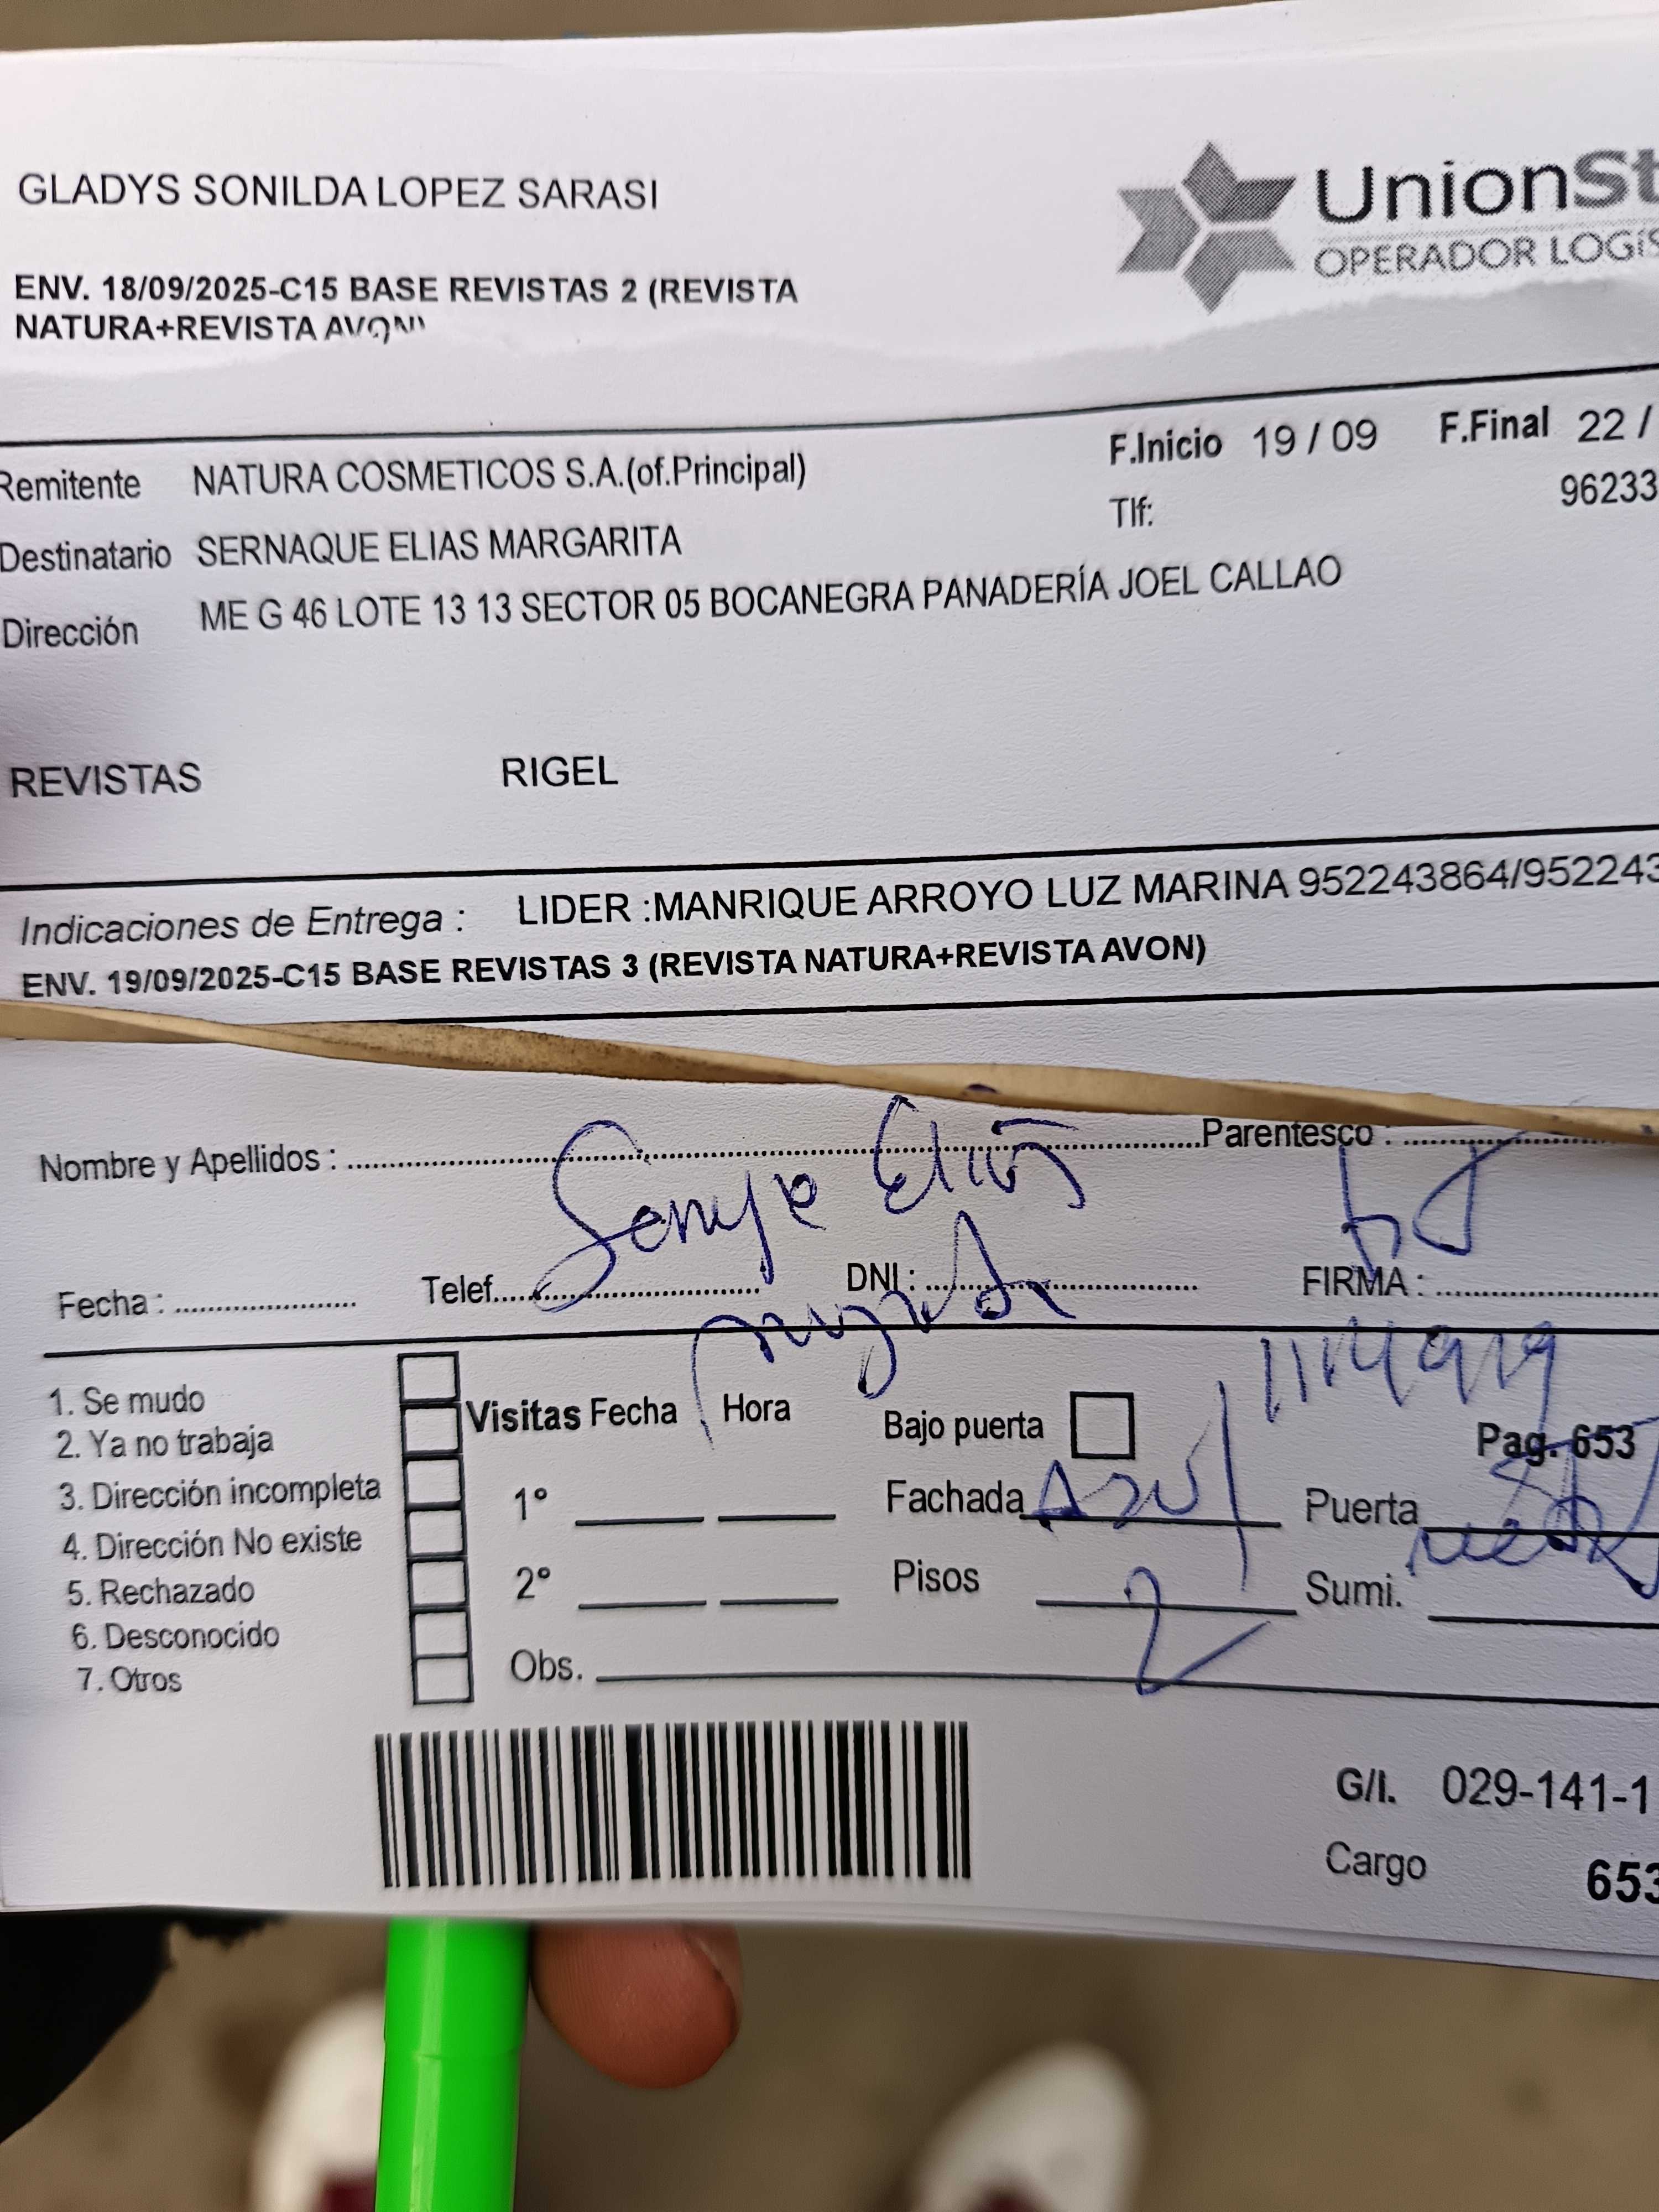 GLADYS SONILDA LOPEZ SARASI
UnionSt
OPERADOR LOGÍS
ENV. 18/09/2025-C15 BASE REVISTAS 2 (REVISTA
NATURA+REVISTA AVON)
F.Inicio 19 / 09 F.Final 22 /
Remitente NATURA COSMETICOS S.A.(of.Principal)
Tlf: 96233
Destinatario SERNAQUE ELIAS MARGARITA
Dirección ME G 46 LOTE 13 13 SECTOR 05 BOCANEGRA PANADERÍA JOEL CALLAO
REVISTAS RIGEL
Indicaciones de Entrega : LIDER :MANRIQUE ARROYO LUZ MARINA 952243864/952243
ENV. 19/09/2025-C15 BASE REVISTAS 3 (REVISTA NATURA+REVISTA AVON)
Nombre y Apellidos : Elias Parentesco :
Fecha : Telef. DNI : FIRMA :
1. Se mudo
2. Ya no trabaja
3. Dirección incompleta
4. Dirección No existe
5. Rechazado
6. Desconocido
7. Otros
Visitas Fecha Hora
1°
2°
Obs.
Bajo puerta
Pag. 653
Fachada Azul Puerta
Pisos 2 Sumi.
G/I. 029-141-1
Cargo 653